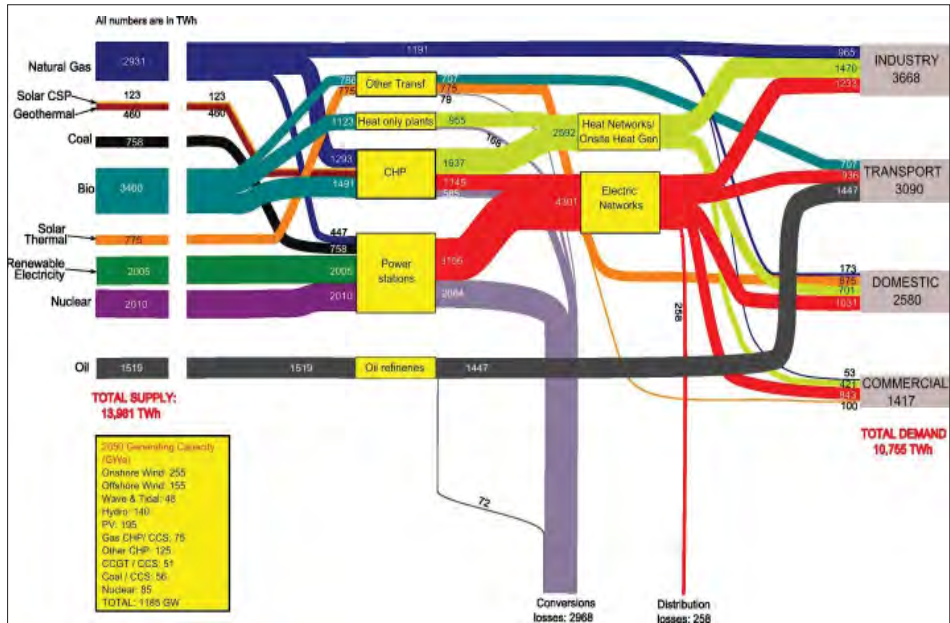 All numbers are in TWh
Natural Gas
2931
Solar CSP
123
Geothermal
460
Coal
758
Bio
3460
Solar
Thermal
775
Renewable
Electricity
2005
Nuclear
2010
Oil
1519
TOTAL SUPPLY:
13,981 TWh
123
460
1519
1191
786
775
1123
1293
1491
447
758
2005
2010
Other Transf
Heat only plants
CHP
Power
stations
Oil refineries
707
775
79
955
168
1637
1145
585
3156
2064
1447
72
2592
Heat Networks/
Onsite Heat Gen
4301
Electric
Networks
258
965
1470
1233
INDUSTRY
3668
707
936
1447
TRANSPORT
3090
173
675
701
1031
DOMESTIC
2580
53
421
843
100
COMMERCIAL
1417
TOTAL DEMAND
10,755 TWh
2050 Generating Capacity
(GWe)
Onshore Wind: 255
Offshore Wind: 155
Wave & Tidal: 48
Hydro: 140
PV: 195
Gas CHP/ CCS: 75
Other CHP: 125
CCGT / CCS: 51
Coal / CCS: 56
Nuclear: 85
TOTAL: 1185 GW
Conversions
losses: 2968
Distribution
losses: 258